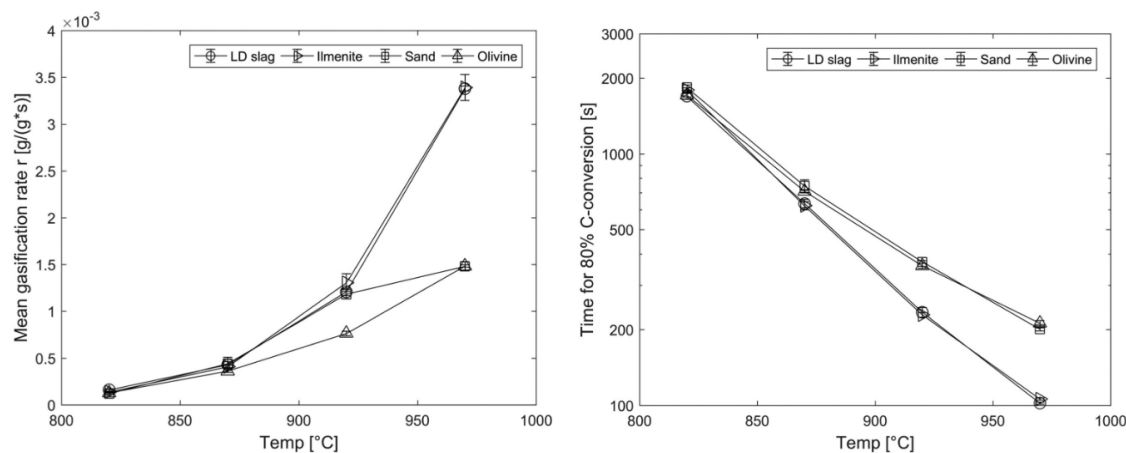 ×10⁻³
4
3.5
3
2.5
2
1.5
1
0.5
0
Mean gasification rate r [g/(g*s)]
LD slag Ilmenite Sand Olivine
800 850 900 950 1000
Temp [°C]
3000
2000
1000
500
200
100
Time for 80% C-conversion [s]
LD slag Ilmenite Sand Olivine
800 850 900 950 1000
Temp [°C]